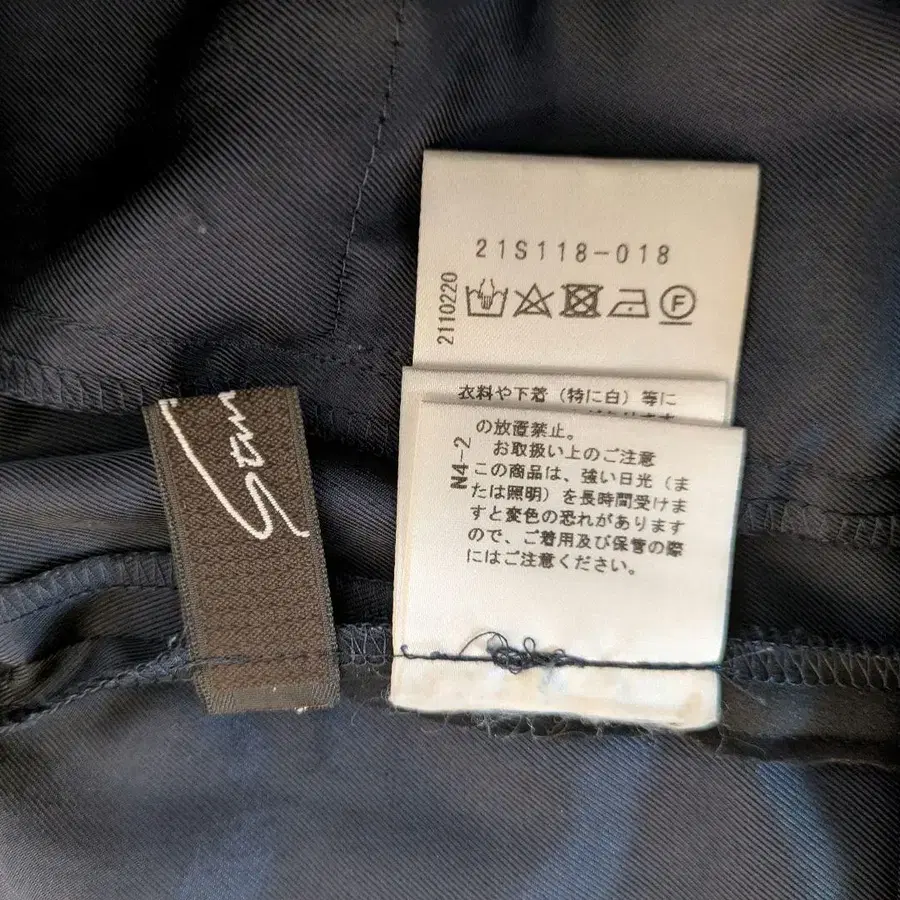 21S118-018
2110220
F
衣料や下着（特に白）等に
の放置禁止。
お取扱い上のご注意
この商品は、強い日光（ま
たは照明）を長時間受けま
すと変色の恐れがあります
ので、ご着用及び保管の際
にはご注意ください。
N4-2